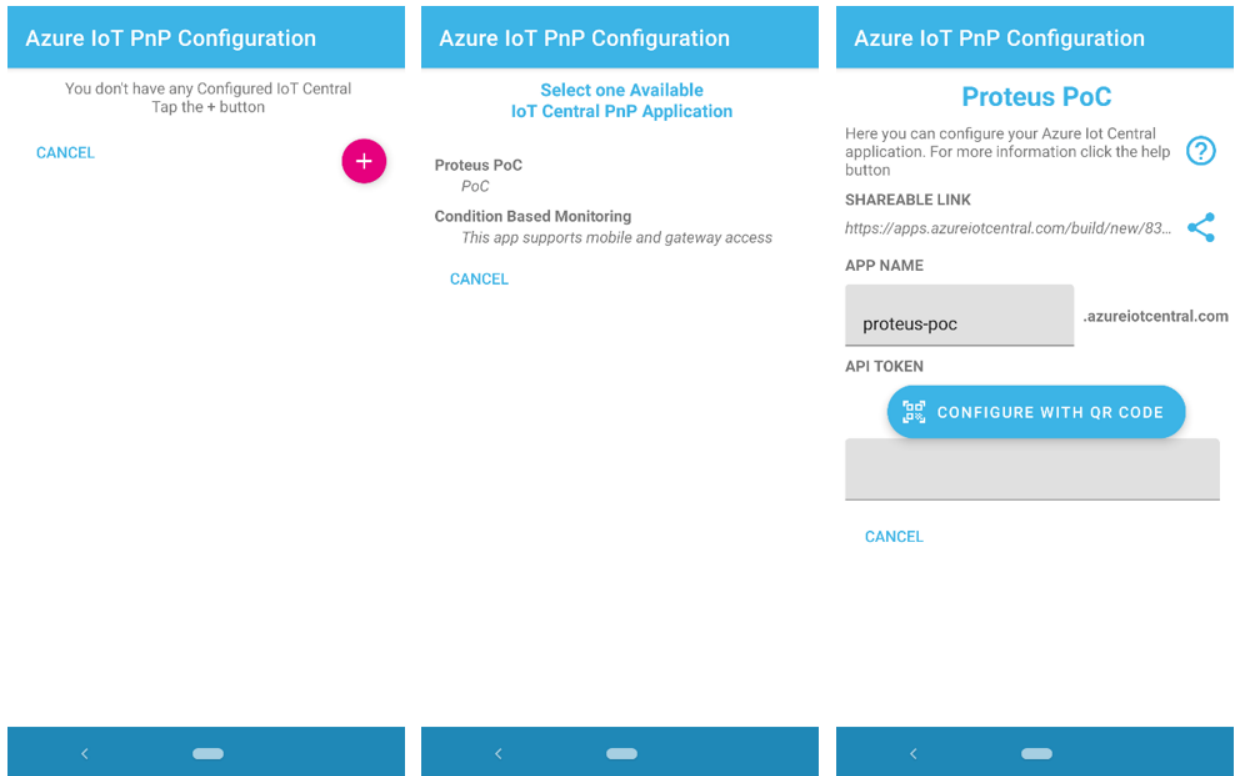 Azure IoT PnP Configuration
You don't have any Configured IoT Central
Tap the + button
CANCEL
+
Azure IoT PnP Configuration
Select one Available
IoT Central PnP Application
Proteus PoC
PoC
Condition Based Monitoring
This app supports mobile and gateway access
CANCEL
Azure IoT PnP Configuration
Proteus PoC
Here you can configure your Azure Iot Central
application. For more information click the help
button
?
SHAREABLE LINK
https://apps.azureiotcentral.com/build/new/83...
APP NAME
proteus-poc
.azureiotcentral.com
API TOKEN
CONFIGURE WITH QR CODE
CANCEL